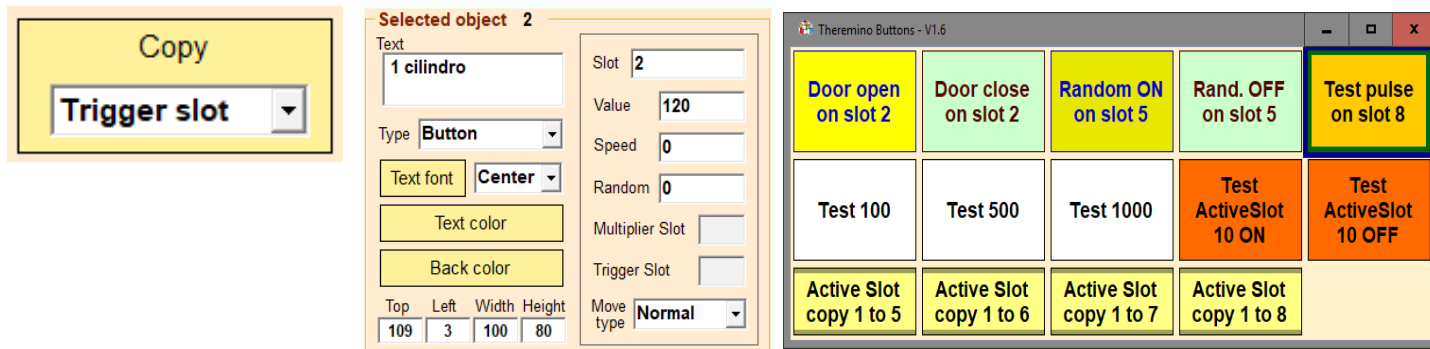 Copy
Trigger slot
Selected object 2
Text
1 cilindro
Type Button
Text font Center
Text color
Back color
Top Left Width Height
109 3 100 80
Slot 2
Value 120
Speed 0
Random 0
Multiplier Slot
Trigger Slot
Move
type Normal
Theremino Buttons - V1.6
Door open
on slot 2
Door close
on slot 2
Random ON
on slot 5
Rand. OFF
on slot 5
Test pulse
on slot 8
Test 100
Test 500
Test 1000
Test
ActiveSlot
10 ON
Test
ActiveSlot
10 OFF
Active Slot
copy 1 to 5
Active Slot
copy 1 to 6
Active Slot
copy 1 to 7
Active Slot
copy 1 to 8